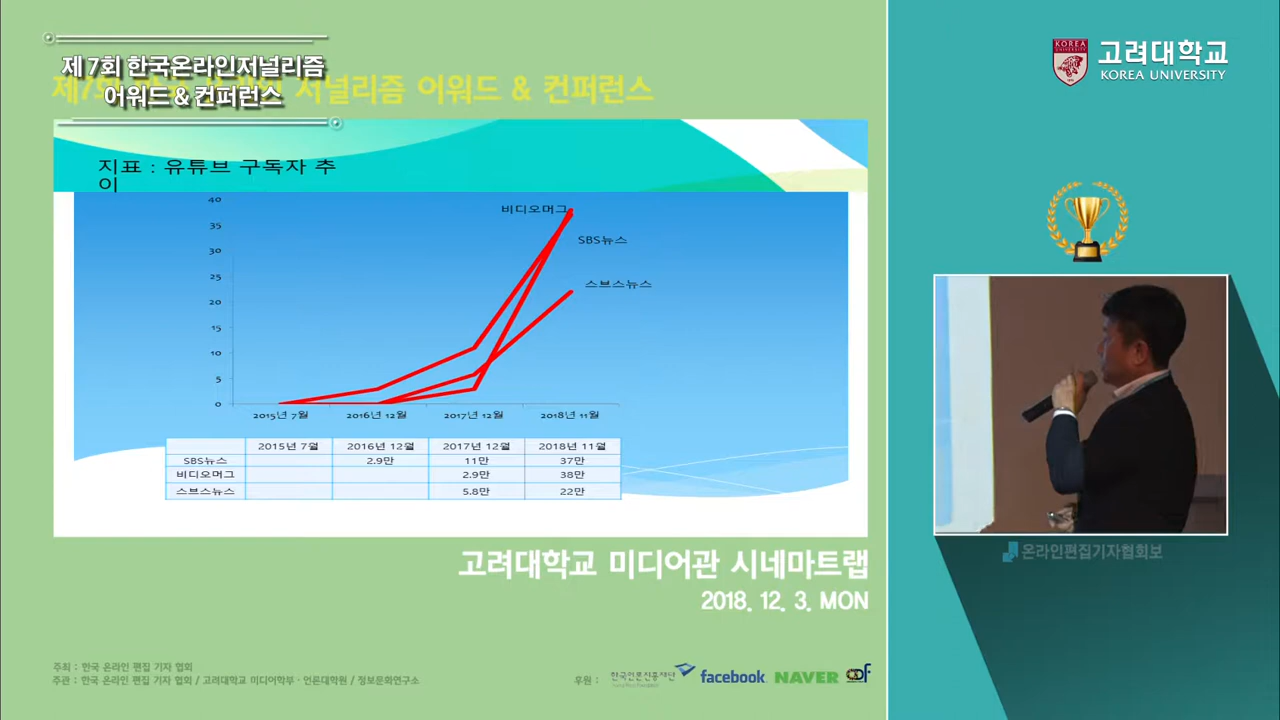 제 7회 한국온라인저널리즘
어워드 & 컨퍼런스
저널리즘 어워드 & 컨퍼런스
고려대학교
KOREA UNIVERSITY
KOREA
지표 : 유튜브 구독자 추
이
40
35
30
25
20
15
10
5
0
비디오머그
SBS뉴스
스브스뉴스
2015년 7월 2016년 12월 2017년 12월 2018년 11월
2015년 7월 2016년 12월 2017년 12월 2018년 11월
SBS뉴스 2.9만 11만 37만
비디오머그 2.9만 38만
스브스뉴스 5.8만 22만
온라인편집기자협회보
고려대학교 미디어관 시네마트랩
2018. 12. 3. MON
주최 : 한국 온라인 편집 기자 협회
주관 : 한국 온라인 편집 기자 협회 / 고려대학교 미디어학부 · 언론대학원 / 정보문화연구소
후원 : 한국언론진흥재단 facebook NAVER